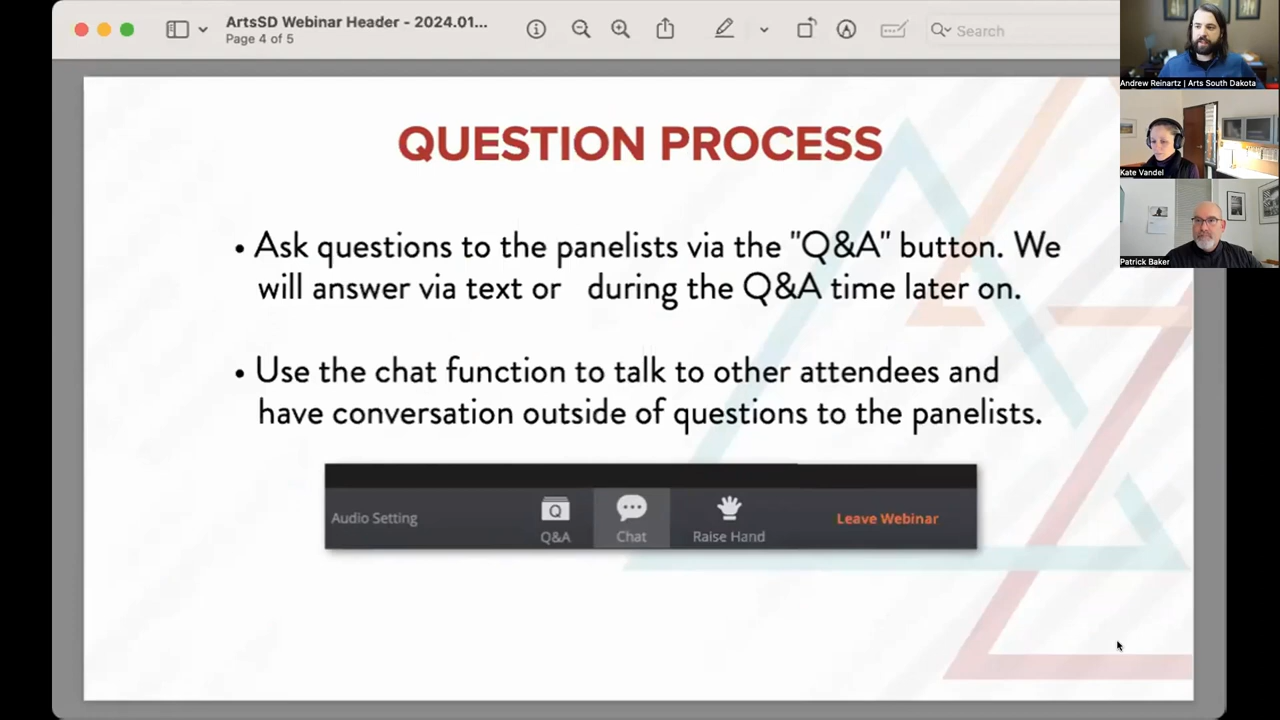 ArtsSD Webinar Header - 2024.01...
Page 4 of 5
Search
Andrew Reinartz | Arts South Dakota
Kate Vandel
Patrick Baker
QUESTION PROCESS
• Ask questions to the panelists via the "Q&A" button. We
will answer via text or during the Q&A time later on.
• Use the chat function to talk to other attendees and
have conversation outside of questions to the panelists.
Audio Setting
Q
Q&A
Chat
Raise Hand
Leave Webinar